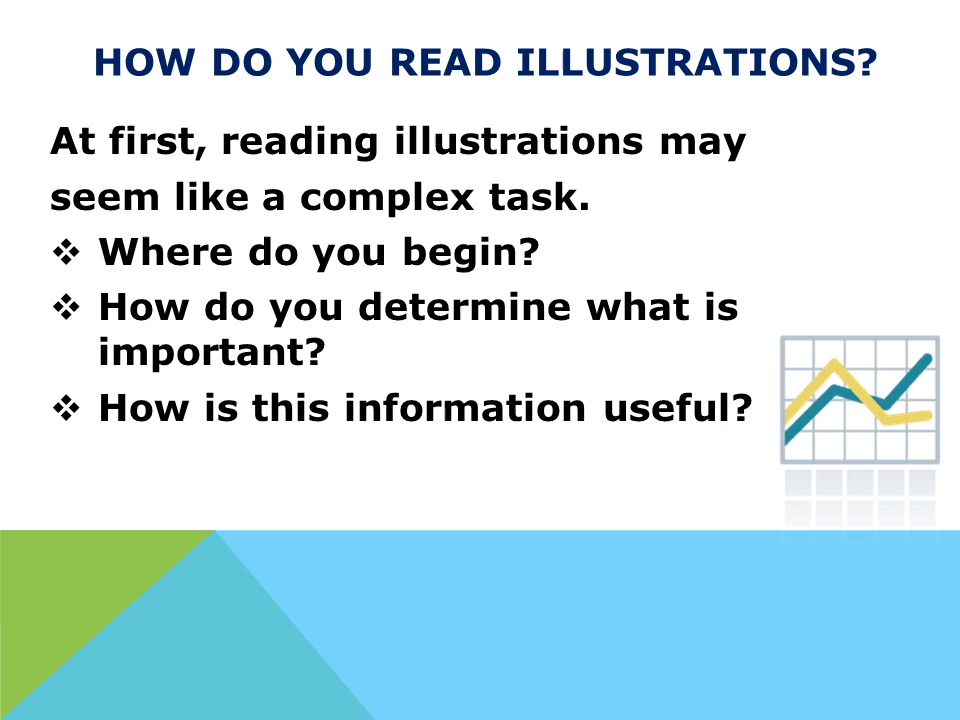 HOW DO YOU READ ILLUSTRATIONS?
At first, reading illustrations may
seem like a complex task.
❖ Where do you begin?
❖ How do you determine what is
important?
❖ How is this information useful?